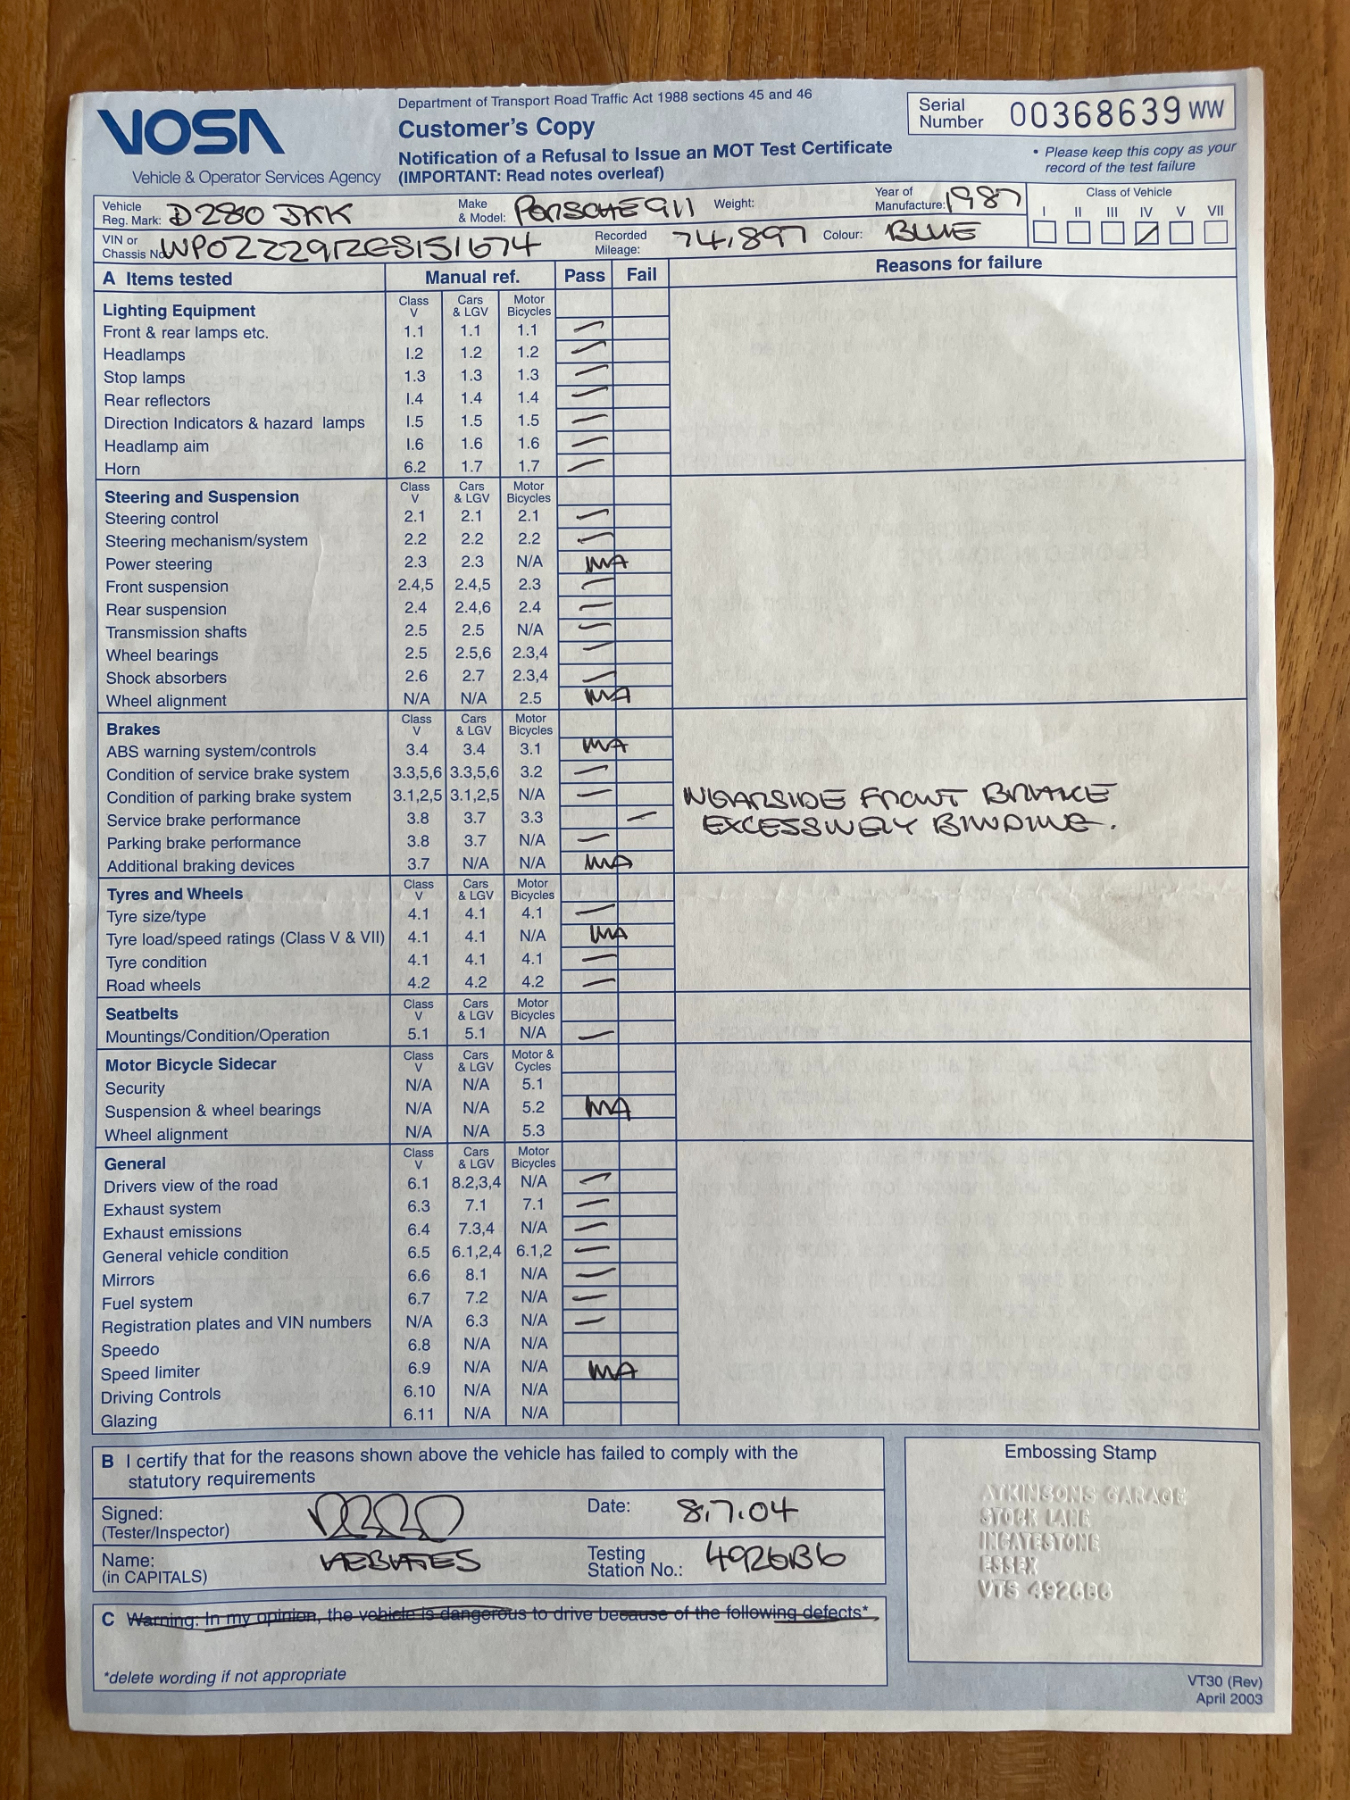 VOSA
Vehicle & Operator Services Agency
Department of Transport Road Traffic Act 1988 sections 45 and 46
Customer's Copy
Notification of a Refusal to Issue an MOT Test Certificate
(IMPORTANT: Read notes overleaf)
Serial Number 00368639 WW
• Please keep this copy as your
record of the test failure
Vehicle Reg. Mark: D280 JKK Make & Model: PORSCHE 911 Weight: Year of Manufacture: 1987
Class of Vehicle
I II III IV V VII
VIN or Chassis No. WP0ZZZ91ZGS151674 Recorded Mileage: 74,897 Colour: BLUE
A Items tested Manual ref. Pass Fail Reasons for failure
Lighting Equipment Class V Cars & LGV Motor Bicycles
Front & rear lamps etc. 1.1 1.1 1.1
Headlamps I.2 1.2 1.2
Stop lamps 1.3 1.3 1.3
Rear reflectors I.4 1.4 1.4
Direction Indicators & hazard lamps I.5 1.5 1.5
Headlamp aim I.6 1.6 1.6
Horn 6.2 1.7 1.7
Steering and Suspension Class V Cars & LGV Motor Bicycles
Steering control 2.1 2.1 2.1
Steering mechanism/system 2.2 2.2 2.2
Power steering 2.3 2.3 N/A NA
Front suspension 2.4,5 2.4,5 2.3
Rear suspension 2.4 2.4,6 2.4
Transmission shafts 2.5 2.5 N/A
Wheel bearings 2.5 2.5,6 2.3,4
Shock absorbers 2.6 2.7 2.3,4
Wheel alignment N/A N/A 2.5 NA
Brakes Class V Cars & LGV Motor Bicycles
ABS warning system/controls 3.4 3.4 3.1 NA
Condition of service brake system 3.3,5,6 3.3,5,6 3.2
Condition of parking brake system 3.1,2,5 3.1,2,5 N/A NEARSIDE FRONT BRAKE
Service brake performance 3.8 3.7 3.3 EXCESSIVELY BINDING.
Parking brake performance 3.8 3.7 N/A
Additional braking devices 3.7 N/A N/A NA
Tyres and Wheels Class V Cars & LGV Motor Bicycles
Tyre size/type 4.1 4.1 4.1
Tyre load/speed ratings (Class V & VII) 4.1 4.1 N/A NA
Tyre condition 4.1 4.1 4.1
Road wheels 4.2 4.2 4.2
Seatbelts Class V Cars & LGV Motor Bicycles
Mountings/Condition/Operation 5.1 5.1 N/A
Motor Bicycle Sidecar Class V Cars & LGV Motor & Cycles
Security N/A N/A 5.1
Suspension & wheel bearings N/A N/A 5.2 NA
Wheel alignment N/A N/A 5.3
General Class V Cars & LGV Motor Bicycles
Drivers view of the road 6.1 8.2,3,4 N/A
Exhaust system 6.3 7.1 7.1
Exhaust emissions 6.4 7.3,4 N/A
General vehicle condition 6.5 6.1,2,4 6.1,2
Mirrors 6.6 8.1 N/A
Fuel system 6.7 7.2 N/A
Registration plates and VIN numbers N/A 6.3 N/A
Speedo 6.8 N/A N/A
Speed limiter 6.9 N/A N/A NA
Driving Controls 6.10 N/A N/A
Glazing 6.11 N/A N/A
B I certify that for the reasons shown above the vehicle has failed to comply with the
statutory requirements
Signed: (Tester/Inspector) Date: 8.7.04
Name: (in CAPITALS) Testing Station No.: 4926B6
C Warning: In my opinion, the vehicle is dangerous to drive because of the following defects*
*delete wording if not appropriate
Embossing Stamp
ATKINSONS GARAGE
STOCK LANE
INGATESTONE
ESSEX
VTS 4926B6
VT30 (Rev)
April 2003